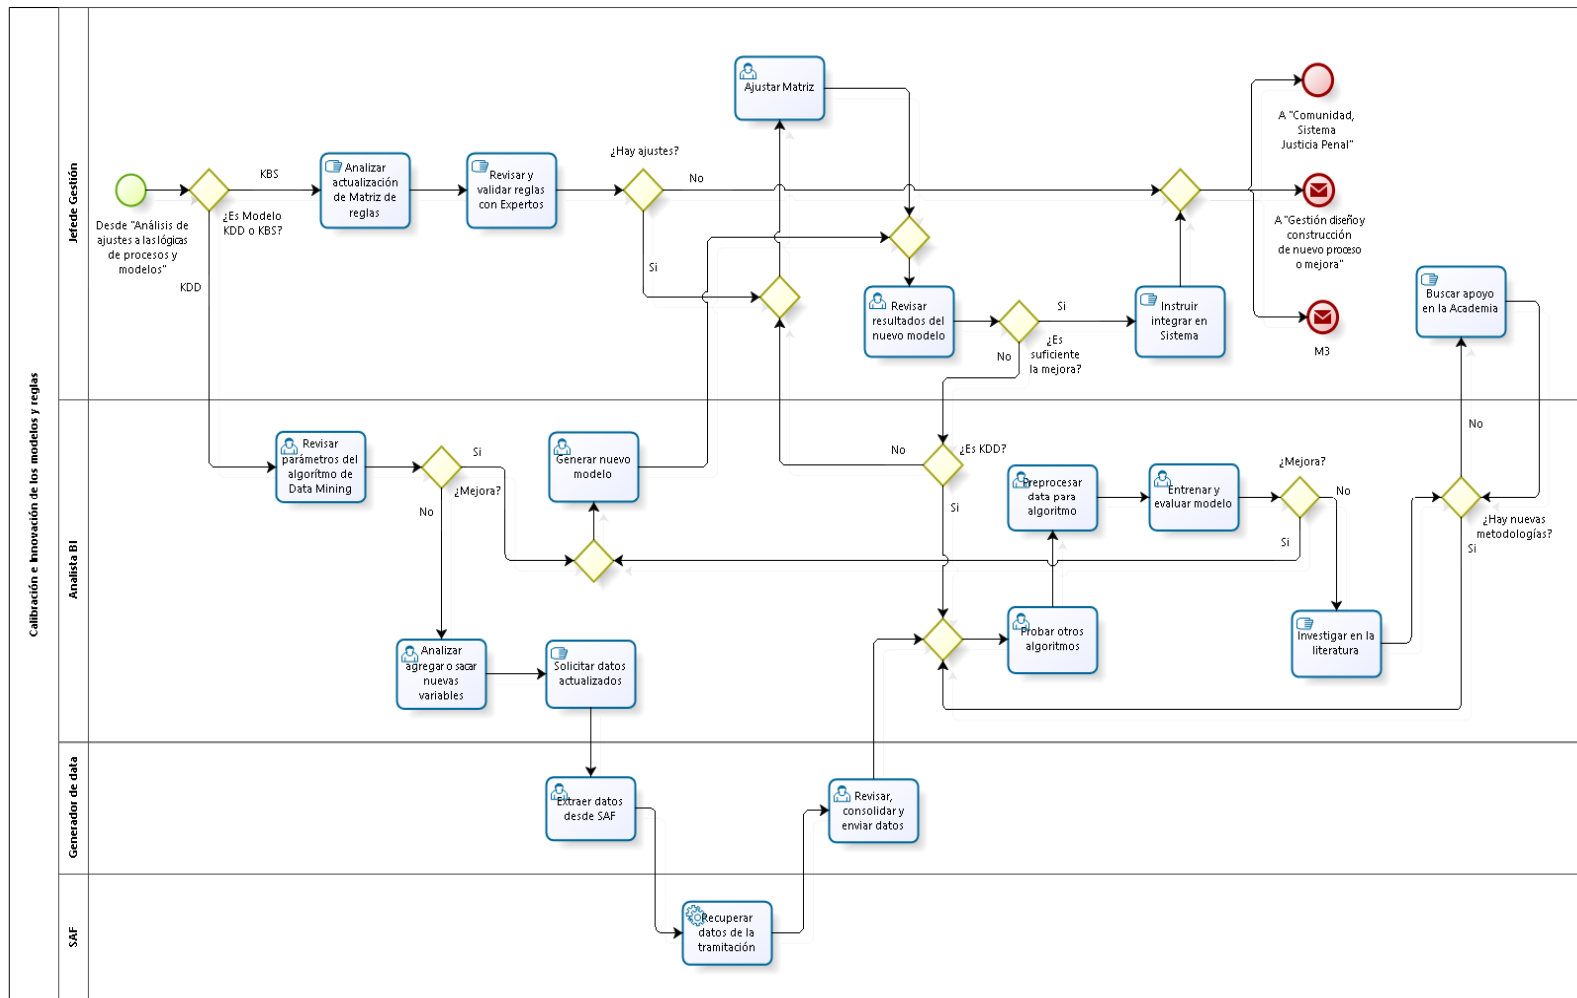 Calibración e Innovación de los modelos y reglas
Jefede Gestión
Desde "Análisis de
ajustes a las lógicas
de procesos y
modelos"
KBS
¿Es Modelo
KDD o KBS?
KDD
Analizar
actualización
de Matriz de
reglas
Revisar y
validar reglas
con Expertos
¿Hay ajustes?
No
Si
Ajustar Matriz
Revisar
resultados del
nuevo modelo
Si
¿Es
suficiente
la mejora?
No
Instruir
integrar en
Sistema
A "Comunidad,
Sistema
Justicia Penal"
A "Gestión diseño y
construcción
de nuevo proceso
o mejora"
M3
Buscar apoyo
en la Academia
Analista BI
Revisar
parámetros del
algorítmo de
Data Mining
Si
¿Mejora?
No
Generar nuevo
modelo
No
¿Es KDD?
Si
Preprocesar
data para
algoritmo
Entrenar y
evaluar modelo
¿Mejora?
No
Si
No
¿Hay nuevas
metodologías?
Si
Analizar
agregar o sacar
nuevas
variables
Solicitar datos
actualizados
Probar otros
algoritmos
Investigar en la
literatura
Generador de data
Extraer datos
desde SAF
Revisar,
consolidar y
enviar datos
SAF
Recuperar
datos de la
tramitación